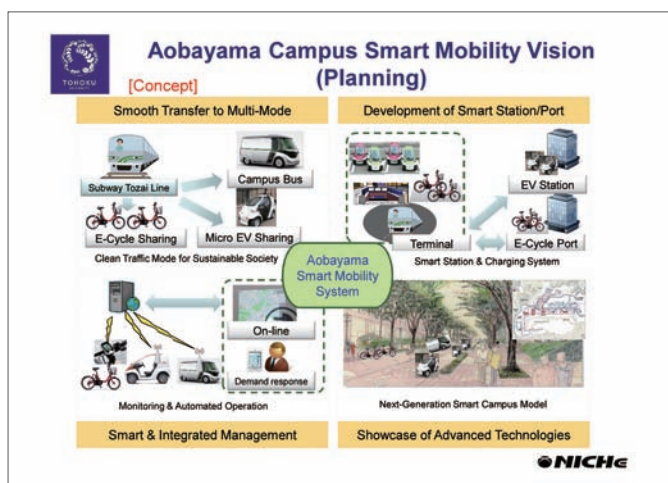 TOHOKU
UNIVERSITY
Aobayama Campus Smart Mobility Vision
(Planning)
[Concept]
Smooth Transfer to Multi-Mode
Subway Tozai Line
Campus Bus
E-Cycle Sharing
Micro EV Sharing
Clean Traffic Mode for Sustainable Society
Development of Smart Station/Port
EV Station
Terminal
E-Cycle Port
Smart Station & Charging System
Aobayama
Smart Mobility
System
On-line
Demand response
Monitoring & Automated Operation
Next-Generation Smart Campus Model
Smart & Integrated Management
Showcase of Advanced Technologies
NICHe